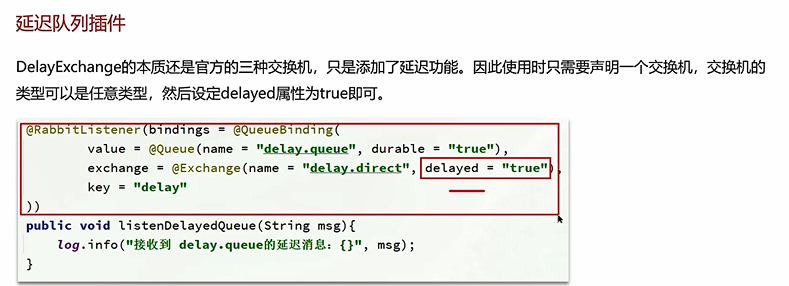 延迟队列插件
DelayExchange的本质还是官方的三种交换机，只是添加了延迟功能。因此使用时只需要声明一个交换机，交换机的
类型可以是任意类型，然后设定delayed属性为true即可。
@RabbitListener(bindings = @QueueBinding(
value = @Queue(name = "delay.queue", durable = "true"),
exchange = @Exchange(name = "delay.direct", delayed = "true"),
key = "delay"
))
public void listenDelayedQueue(String msg){
log.info("接收到 delay.queue的延迟消息：{}", msg);
}